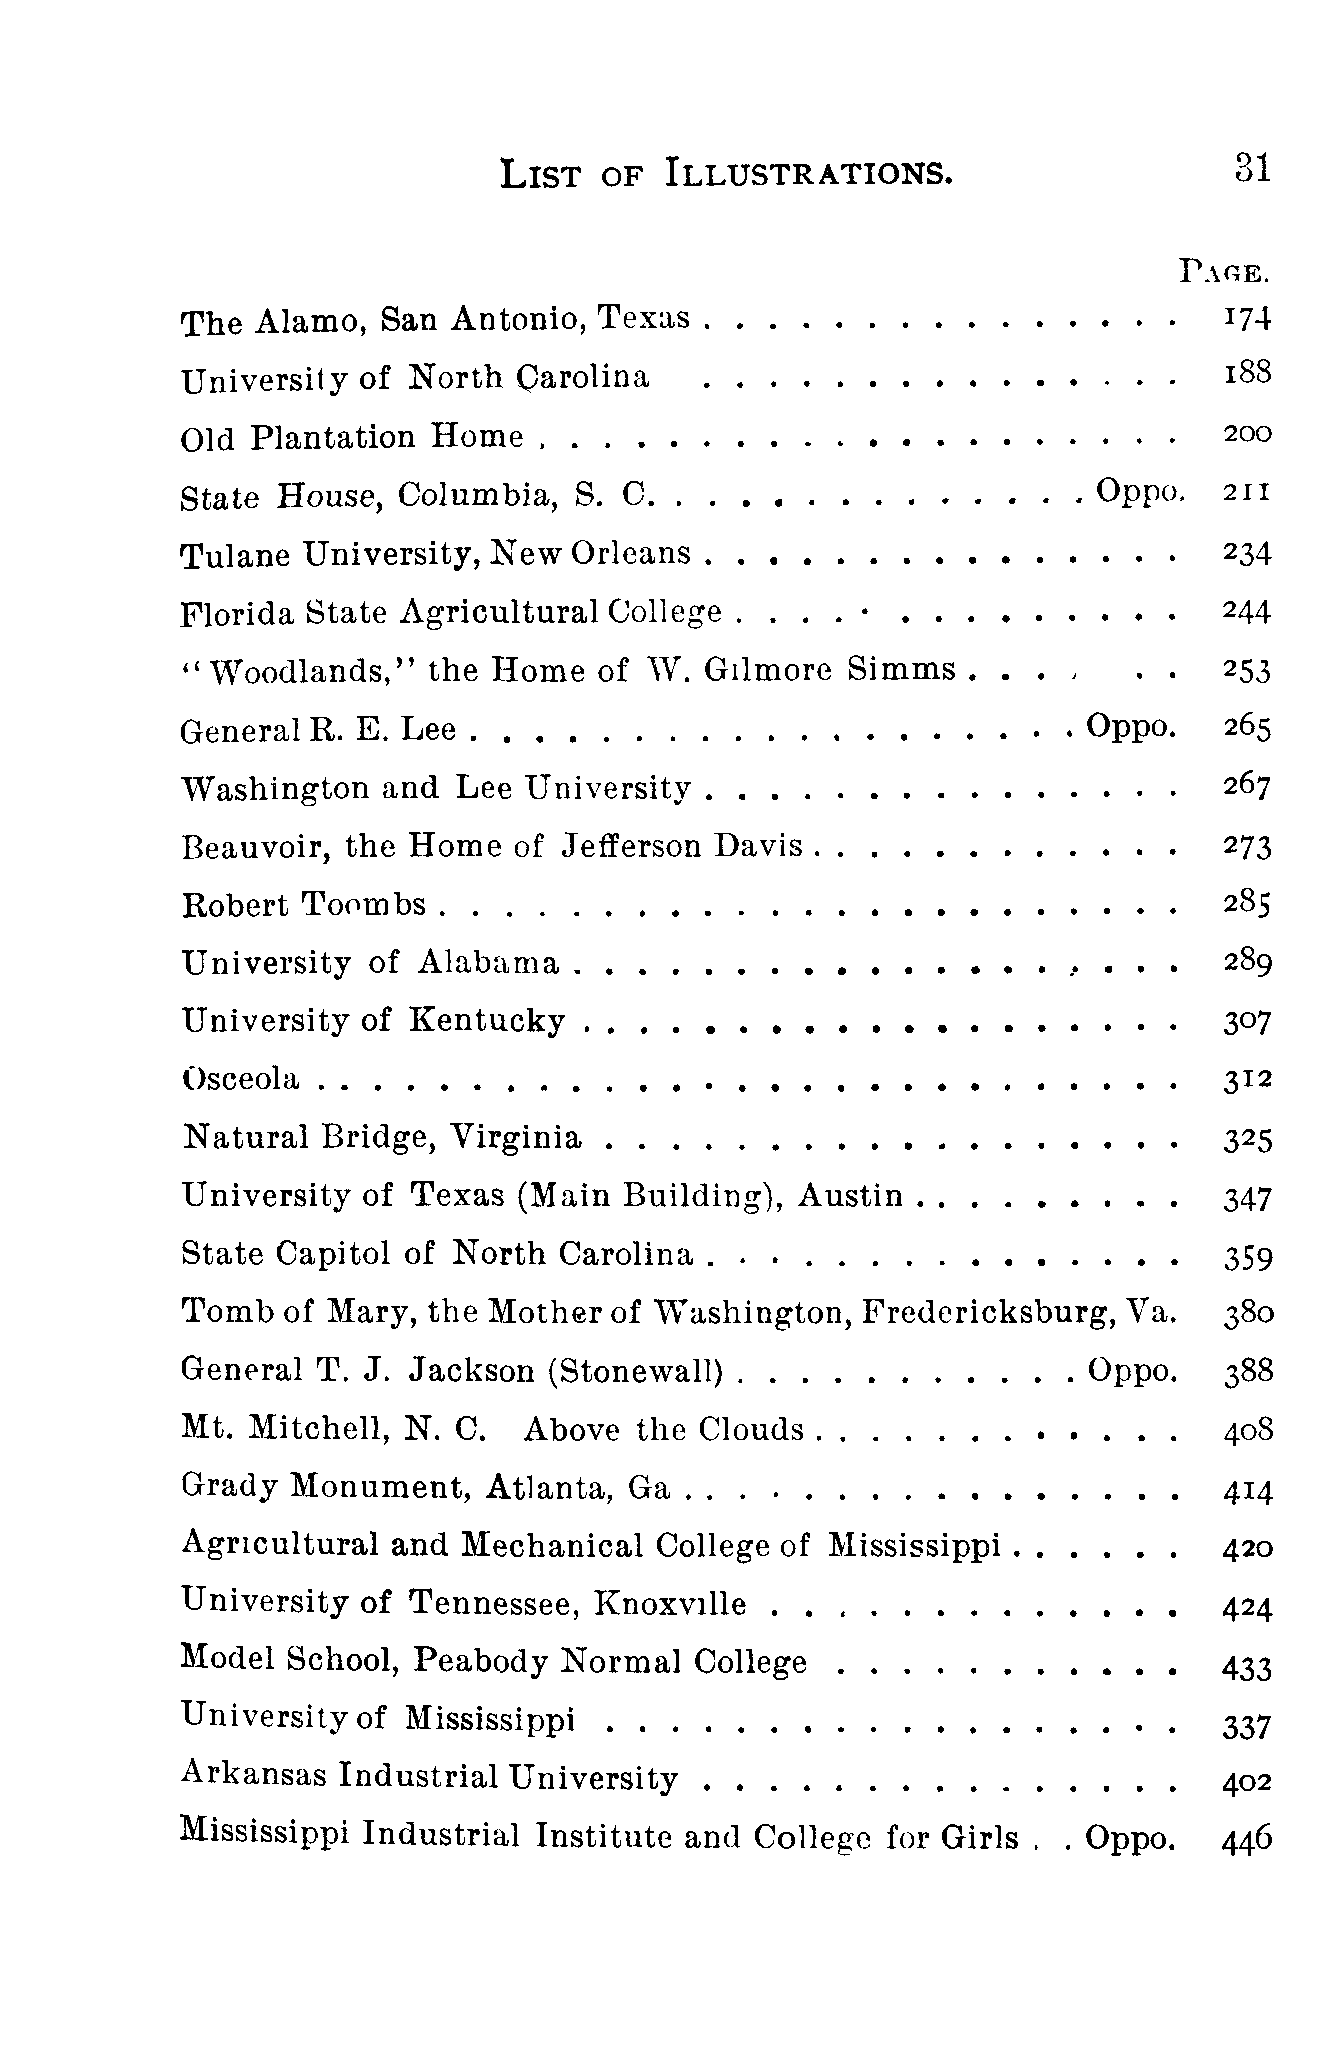 LIST OF ILLUSTRATIONS. 31
PAGE.
The Alamo, San Antonio, Texas . . . . . . . . . . . . . . . 174
University of North Carolina . . . . . . . . . . . . . . . 188
Old Plantation Home . . . . . . . . . . . . . . . . . . . . 200
State House, Columbia, S. C. . . . . . . . . . . . . . Oppo. 211
Tulane University, New Orleans . . . . . . . . . . . . . . . 234
Florida State Agricultural College . . . . . . . . . . . . . . 244
"Woodlands," the Home of W. Gilmore Simms . . . . . . 253
General R. E. Lee . . . . . . . . . . . . . . . . . . . Oppo. 265
Washington and Lee University . . . . . . . . . . . . . . . 267
Beauvoir, the Home of Jefferson Davis . . . . . . . . . . . . 273
Robert Toombs . . . . . . . . . . . . . . . . . . . . . . . 285
University of Alabama . . . . . . . . . . . . . . . . . . . 289
University of Kentucky . . . . . . . . . . . . . . . . . . . 307
Osceola . . . . . . . . . . . . . . . . . . . . . . . . . . . 312
Natural Bridge, Virginia . . . . . . . . . . . . . . . . . . 325
University of Texas (Main Building), Austin . . . . . . . . . 347
State Capitol of North Carolina . . . . . . . . . . . . . . . 359
Tomb of Mary, the Mother of Washington, Fredericksburg, Va. 380
General T. J. Jackson (Stonewall) . . . . . . . . . . . Oppo. 388
Mt. Mitchell, N. C. Above the Clouds . . . . . . . . . . . . 408
Grady Monument, Atlanta, Ga . . . . . . . . . . . . . . . . 414
Agricultural and Mechanical College of Mississippi . . . . . . 420
University of Tennessee, Knoxville . . . . . . . . . . . . . 424
Model School, Peabody Normal College . . . . . . . . . . . 433
University of Mississippi . . . . . . . . . . . . . . . . . . 337
Arkansas Industrial University . . . . . . . . . . . . . . . 402
Mississippi Industrial Institute and College for Girls . . Oppo. 446